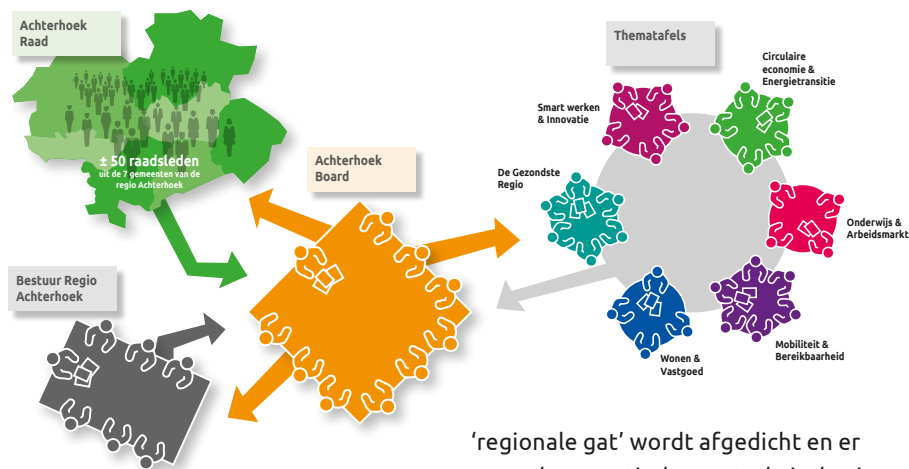 Achterhoek
Raad
± 50 raadsleden
uit de 7 gemeenten van de
regio Achterhoek
Achterhoek
Board
Bestuur Regio
Achterhoek
Thematafels
Circulaire
economie &
Energietransitie
Smart werken
& Innovatie
De Gezondste
Regio
Onderwijs &
Arbeidsmarkt
Mobiliteit &
Bereikbaarheid
Wonen &
Vastgoed
‘regionale gat’ wordt afgedicht en er